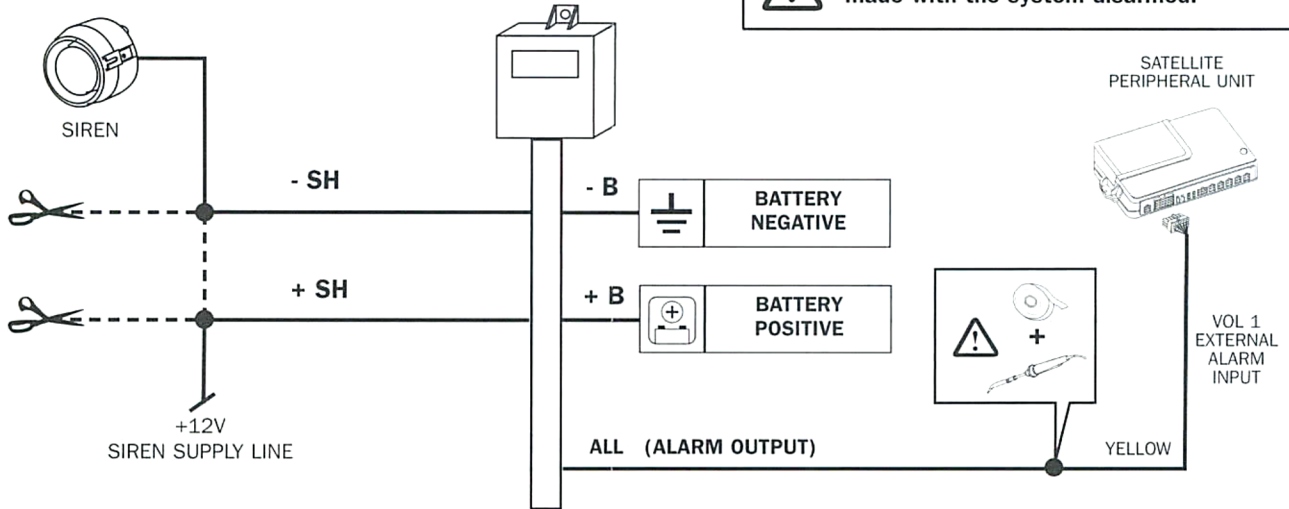 made with the system disarmed.
SATELLITE
PERIPHERAL UNIT
SIREN
- SH
- B
BATTERY
NEGATIVE
+ SH
+ B
BATTERY
POSITIVE
+
VOL 1
EXTERNAL
ALARM
INPUT
+12V
SIREN SUPPLY LINE
ALL (ALARM OUTPUT)
YELLOW